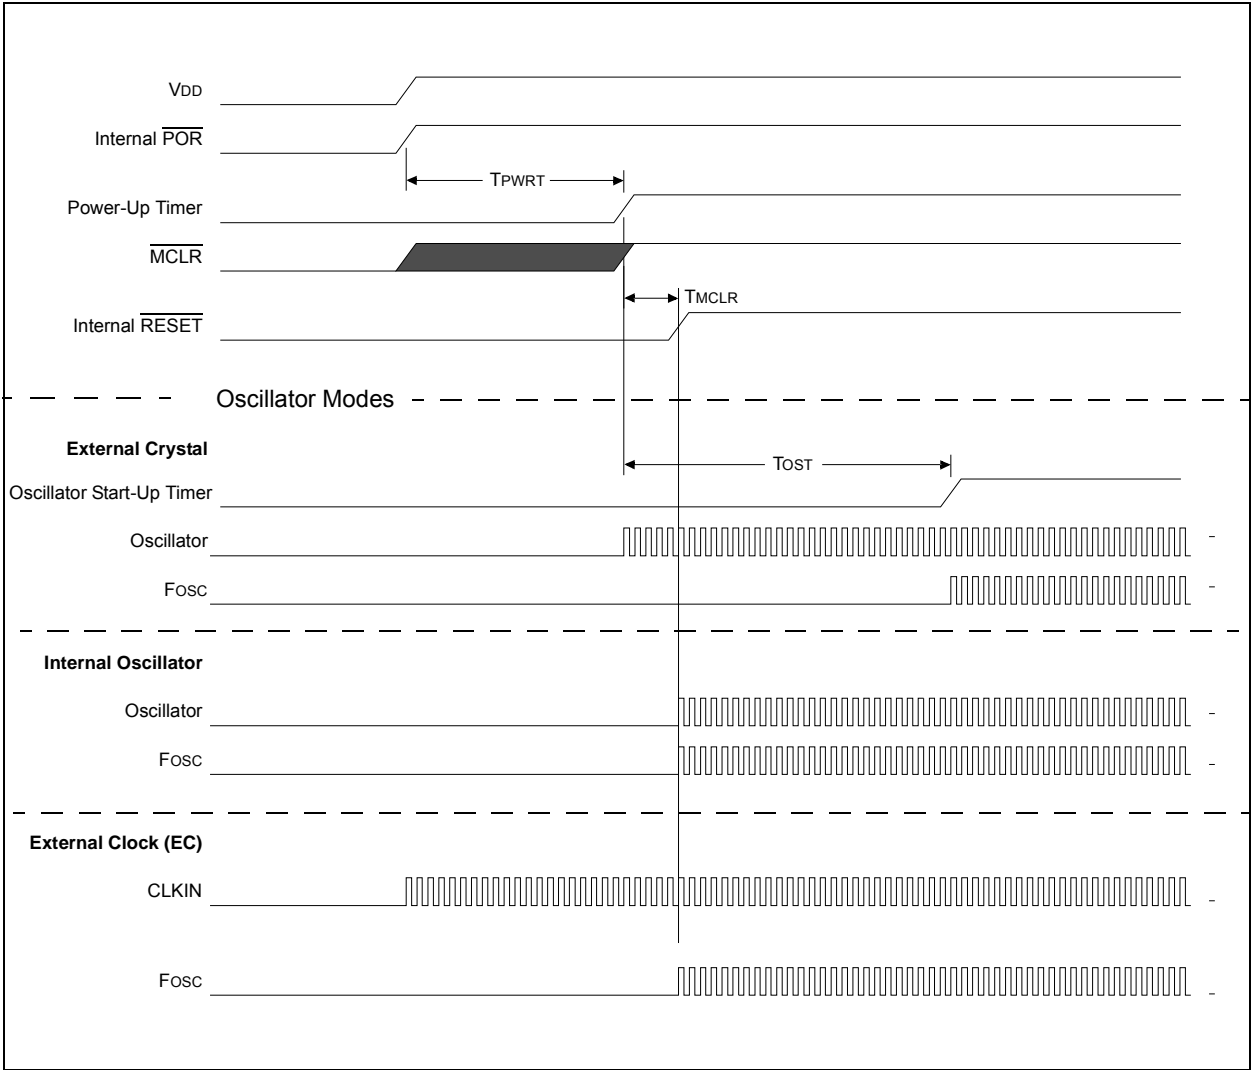 VDD
Internal POR
TPWRT
Power-Up Timer
MCLR
TMCLR
Internal RESET
Oscillator Modes
External Crystal
TOST
Oscillator Start-Up Timer
Oscillator
FOSC
Internal Oscillator
Oscillator
FOSC
External Clock (EC)
CLKIN
FOSC